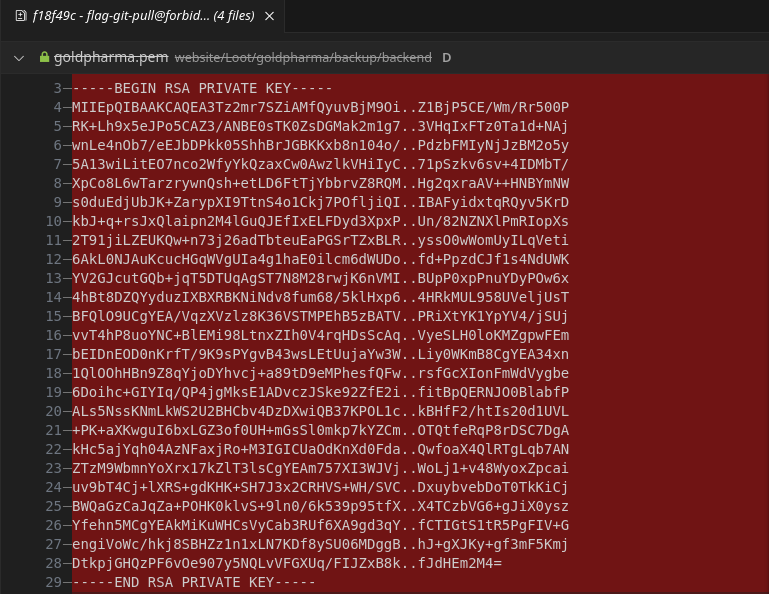 f18f49c - flag-git-pull@forbid... (4 files)
goldpharma.pem website/Loot/goldpharma/backup/backend D
3 -----BEGIN RSA PRIVATE KEY-----
4 MIIEpQIBAAKCAQEA3Tz2mr7SZiAMfQyuvBjM9Oi..Z1BjP5CE/Wm/Rr500P
5 RK+Lh9x5eJPo5CAZ3/ANBE0sTK0ZsDGMak2m1g7..3VHqIxFTz0Ta1d+NAj
6 wnLe4nOb7/eEJbDPkk05ShhBrJGBKKxb8n104o/..PdzbFMIyNjJzBM2o5y
7 5A13wiLitEO7nco2WfyYkQzaxCw0AwzlkVHiIyC..71pSzkv6sv+4IDMbT/
8 XpCo8L6wTarzrywnQsh+etLD6FtTjYbbrvZ8RQM..Hg2qxraAV++HNBYmNW
9 s0duEdjUbJK+ZarypXI9TtnS4o1Ckj7POfljiQI..IBAFyidxtqRQyv5KrD
10 kbJ+q+rsJxQlaipn2M4lGuQJEfIxELFDyd3XpxP..Un/82NZNXlPmRIopXs
11 2T91jiLZEUKQw+n73j26adTbteuEaPGSrTZxBLR..yssO0wWomUyILqVeti
12 6AkL0NJAuKcucHGqWVgUIa4g1haE0ilcm6dWUDo..fd+PpzdCJf1s4NdUWK
13 YV2GJcutGQb+jqT5DTUqAgST7N8M28rwjK6nVMI..BUpP0xpPnuYDyPOw6x
14 4hBt8DZQYyduzIXBXRBKNiNdv8fum68/5klHxp6..4HRkMUL958UVeljUsT
15 BFQlO9UCgYEA/VqzXVzlz8K36VSTMPEhB5zBATV..PRiXtYK1YpYV4/jSUj
16 vvT4hP8uoYNC+BlEMi98LtnxZIh0V4rqHDsScAq..VyeSLH0loKMZgpwFEm
17 bEIDnEOD0nKrfT/9K9sPYgvB43wsLEtUujaYw3W..Liy0WKmB8CgYEA34xn
18 1QlOOhHBn9Z8qYjoDYhvcj+a89tD9eMPhesfQFw..rsfGcXIonFmWdVygbe
19 6Doihc+GIYIq/QP4jgMksE1ADvczJSke92ZfE2i..fitBpQERNJO0BlabfP
20 ALs5NssKNmLkWS2U2BHCbv4DzDXwiQB37KPOL1c..kBHfF2/htIs20d1UVL
21 +PK+aXKwguI6bxLGZ3of0UH+mGsSl0mkp7kYZCm..OTQtfeRqP8rDSC7DgA
22 kHc5ajYqh04AzNFaxjRo+M3IGICUaOdKnXd0Fda..QwfoaX4QlRTgLqb7AN
23 ZTzM9WbmnYoXrx17kZlT3lsCgYEAm757XI3WJVj..WoLj1+v48WyoxZpcai
24 uv9bT4Cj+lXRS+gdKHK+SH7J3x2CRHVS+WH/SVC..DxuybvebDoT0TkKiCj
25 BWQaGzCaJqZa+POHK0klvS+9ln0/6k539p95tfX..X4TCzbVG6+gJiX0ysz
26 Yfehn5MCgYEAkMiKuWHCsVyCab3RUf6XA9gd3qY..fCTIGtS1tR5PgFIV+G
27 engiVoWc/hkj8SBHZz1n1xLN7KDf8ySU06MDggB..hJ+gXJKy+gf3mF5Kmj
28 DtkpjGHQzPF6vOe907y5NQLvVFGXUq/FIJZxB8k..fJdHEm2M4=
29 -----END RSA PRIVATE KEY-----